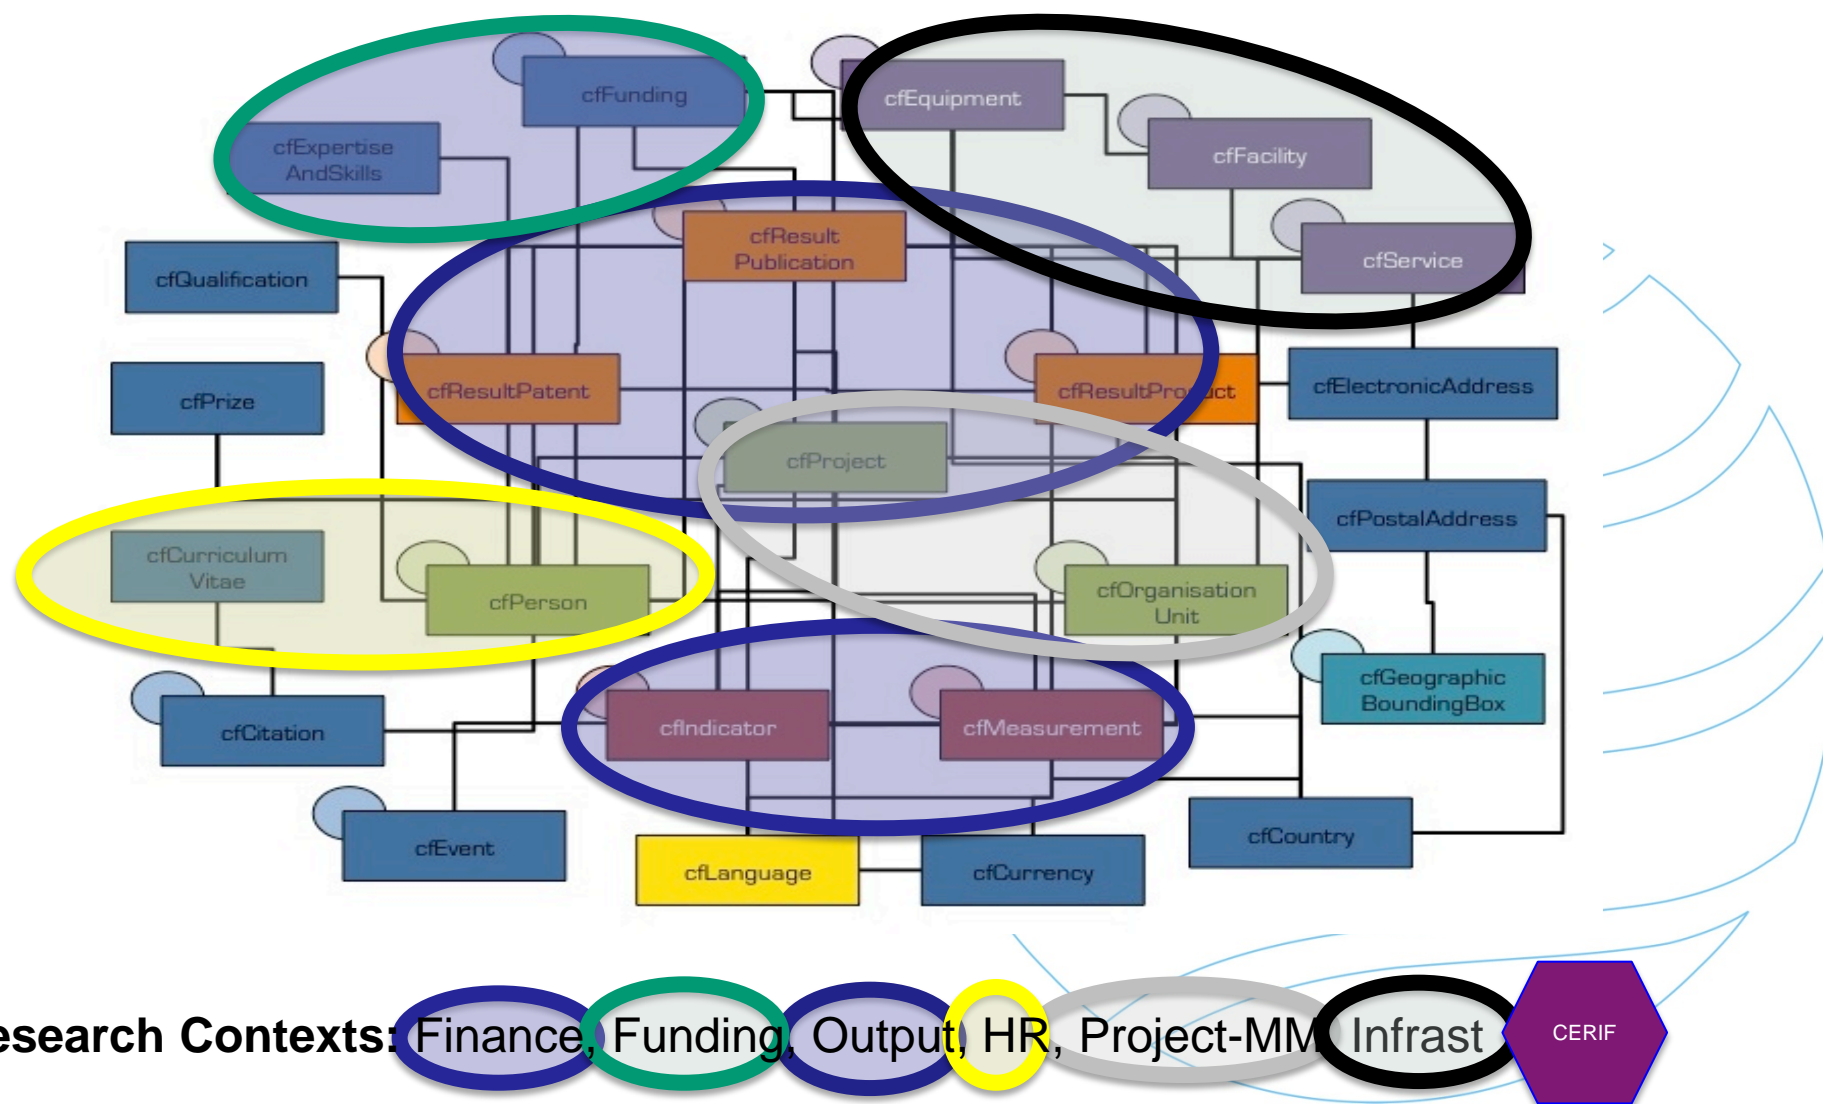 cfFunding
cfEquipment
cfExpertise
AndSkills
cfFacility
cfResult
Publication
cfService
cfQualification
cfResultPatent
cfResultProduct
cfElectronicAddress
cfPrize
cfProject
cfPostalAddress
cfCurriculum
Vitae
cfPerson
cfOrganisation
Unit
cfGeographic
BoundingBox
cfCitation
cfIndicator
cfMeasurement
cfEvent
cfLanguage
cfCurrency
cfCountry
esearch Contexts: Finance, Funding, Output, HR, Project-MM Infrast
CERIF